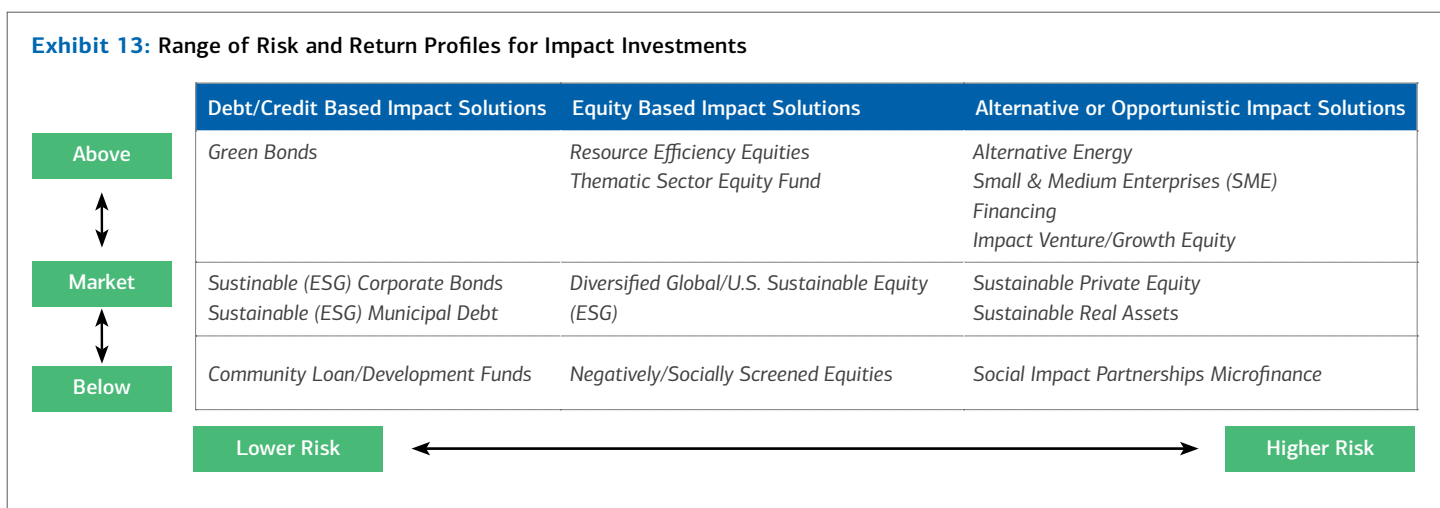 Exhibit 13: Range of Risk and Return Profiles for Impact Investments
Debt/Credit Based Impact Solutions
Equity Based Impact Solutions
Alternative or Opportunistic Impact Solutions
Above
Green Bonds
Resource Efficiency Equities
Thematic Sector Equity Fund
Alternative Energy
Small & Medium Enterprises (SME)
Financing
Impact Venture/Growth Equity
Market
Sustinable (ESG) Corporate Bonds
Sustainable (ESG) Municipal Debt
Diversified Global/U.S. Sustainable Equity
(ESG)
Sustainable Private Equity
Sustainable Real Assets
Below
Community Loan/Development Funds
Negatively/Socially Screened Equities
Social Impact Partnerships Microfinance
Lower Risk
Higher Risk